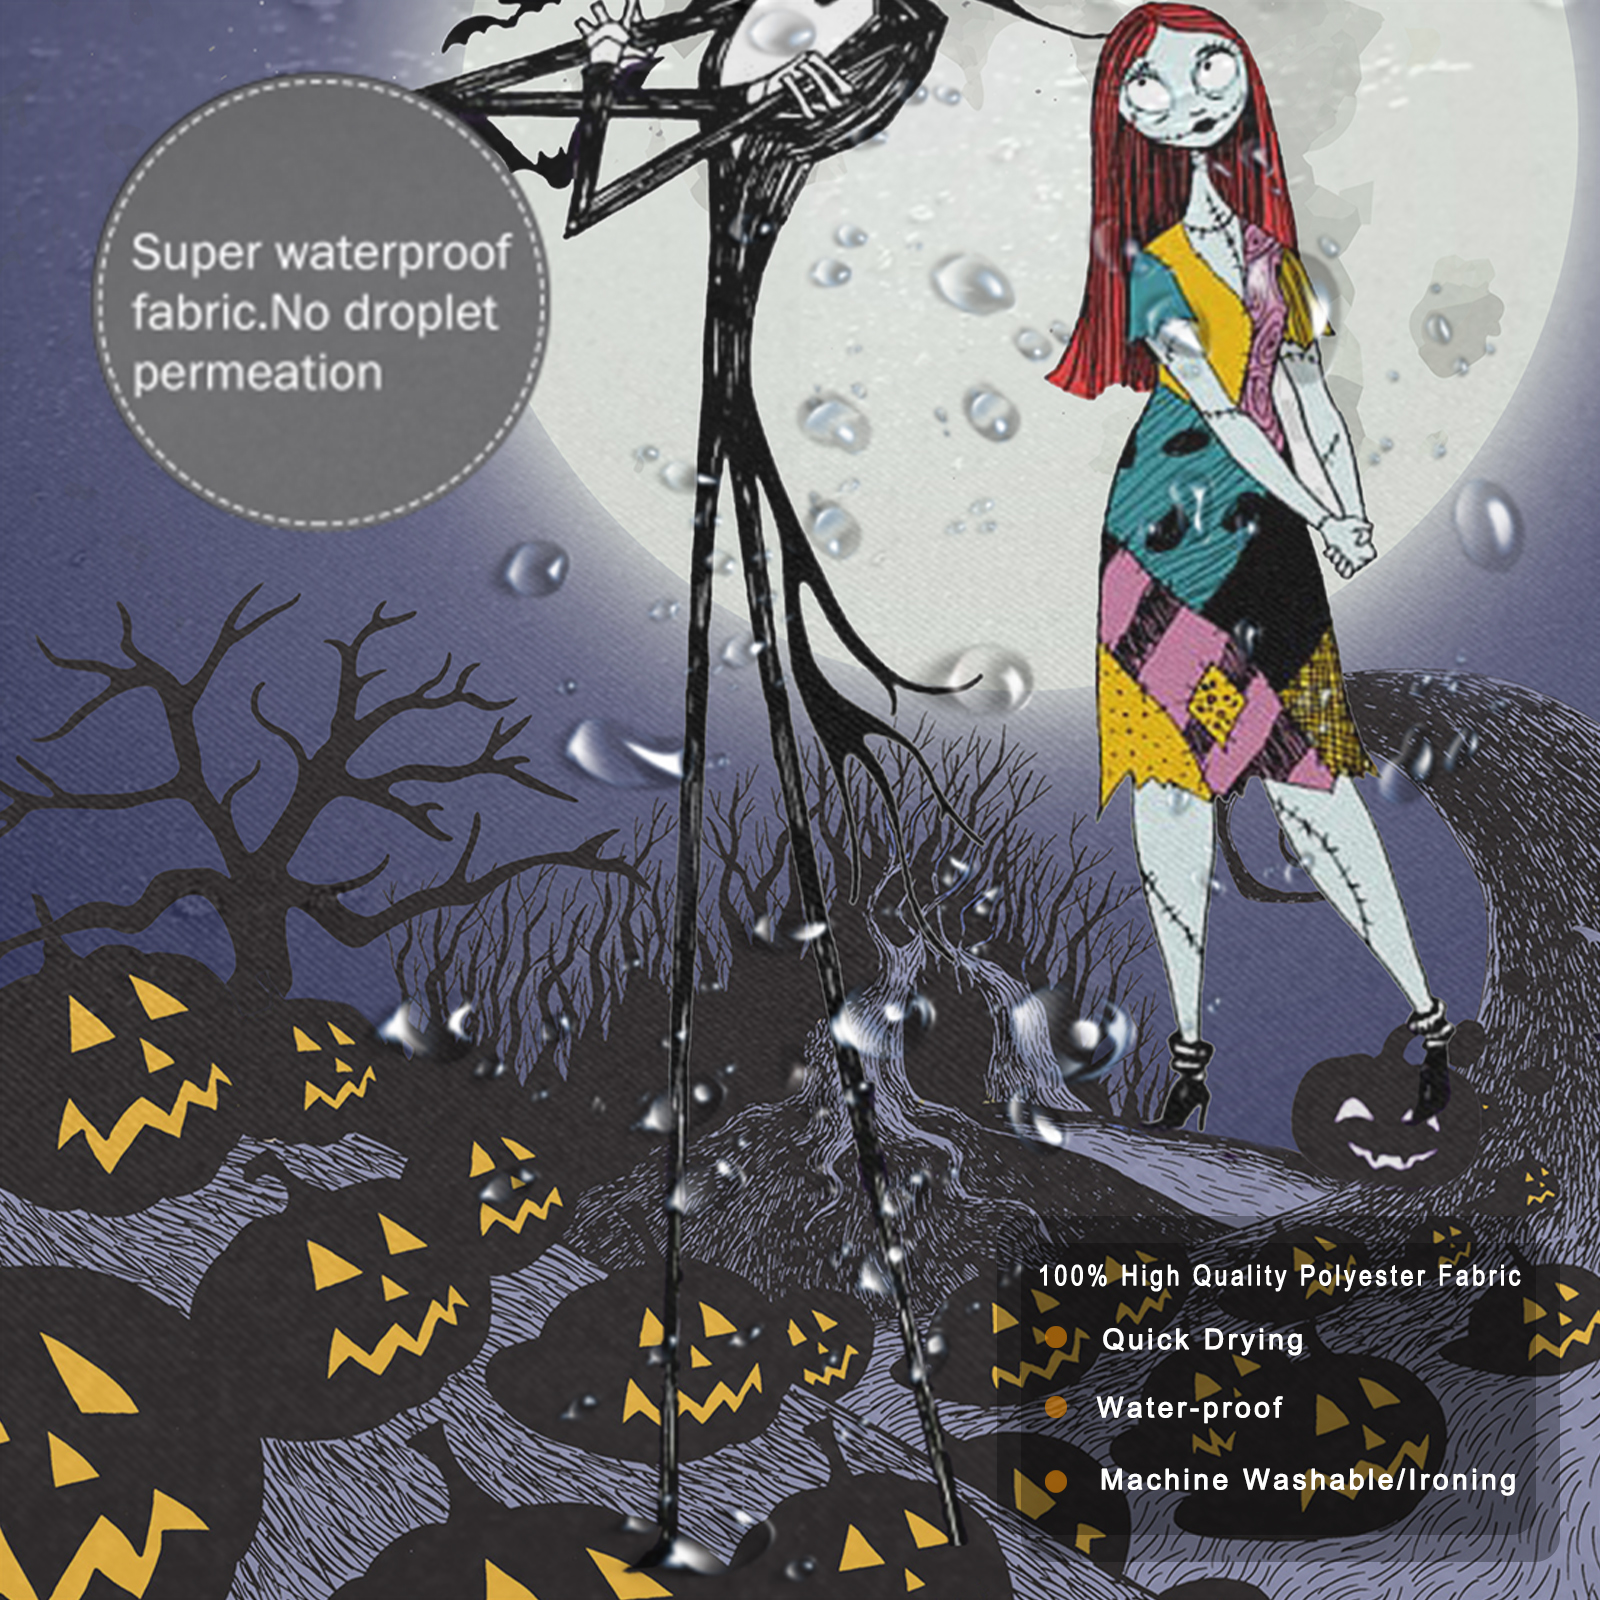 Super waterproof
fabric.No droplet
permeation
100% High Quality Polyester Fabric
Quick Drying
Water-proof
Machine Washable/Ironing